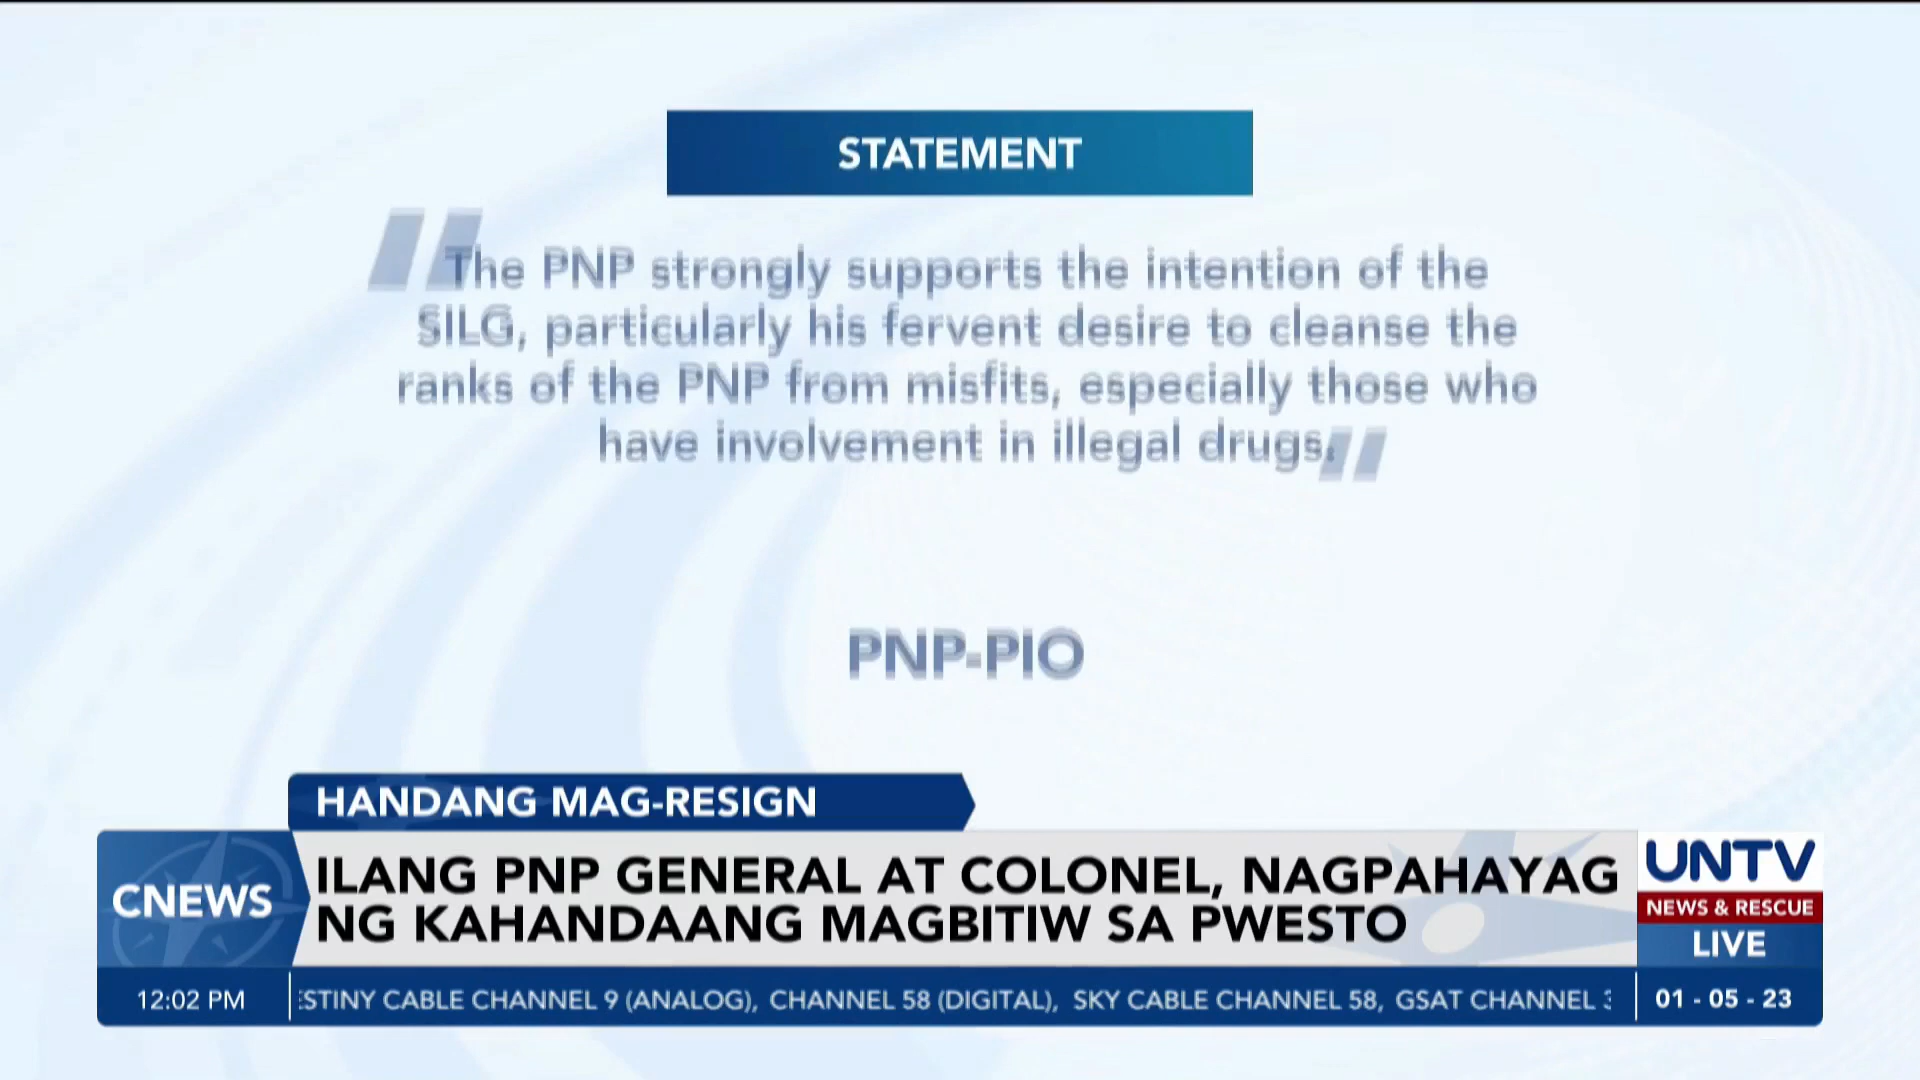 STATEMENT
"The PNP strongly supports the intention of the
SILG, particularly his fervent desire to cleanse the
ranks of the PNP from misfits, especially those who
have involvement in illegal drugs."
PNP-PIO
HANDANG MAG-RESIGN
CNEWS
ILANG PNP GENERAL AT COLONEL, NAGPAHAYAG
NG KAHANDAANG MAGBITIW SA PWESTO
UNTV
NEWS & RESCUE
LIVE
12:02 PM
ESTINY CABLE CHANNEL 9 (ANALOG), CHANNEL 58 (DIGITAL), SKY CABLE CHANNEL 58, GSAT CHANNEL
01 - 05 - 23